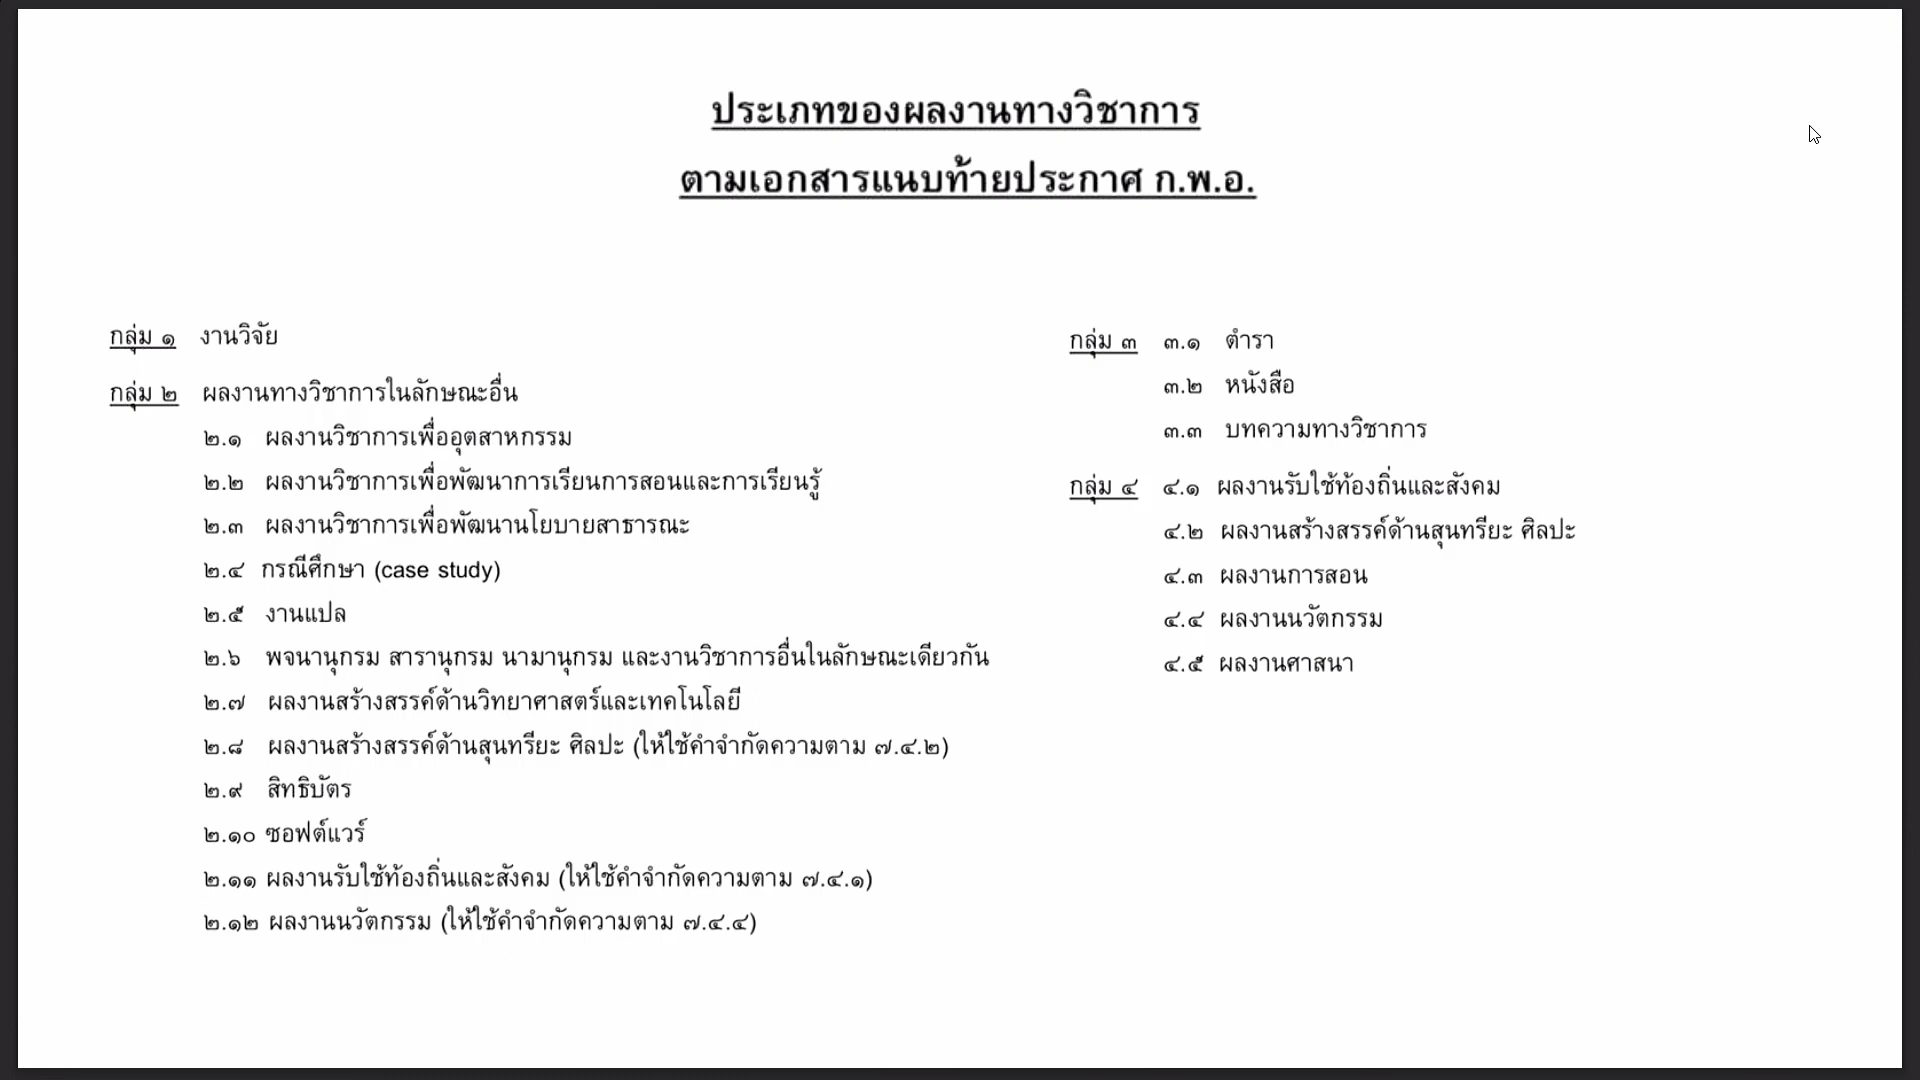 ประเภทของผลงานทางวิชาการ
ตามเอกสารแนบท้ายประกาศ ก.พ.อ.
กลุ่ม ๑ งานวิจัย
กลุ่ม ๒ ผลงานทางวิชาการในลักษณะอื่น
๒.๑ ผลงานวิชาการเพื่ออุตสาหกรรม
๒.๒ ผลงานวิชาการเพื่อพัฒนาการเรียนการสอนและการเรียนรู้
๒.๓ ผลงานวิชาการเพื่อพัฒนานโยบายสาธารณะ
๒.๔ กรณีศึกษา (case study)
๒.๕ งานแปล
๒.๖ พจนานุกรม สารานุกรม นามานุกรม และงานวิชาการอื่นในลักษณะเดียวกัน
๒.๗ ผลงานสร้างสรรค์ด้านวิทยาศาสตร์และเทคโนโลยี
๒.๘ ผลงานสร้างสรรค์ด้านสุนทรียะ ศิลปะ (ให้ใช้คำจำกัดความตาม ๗.๔.๒)
๒.๙ สิทธิบัตร
๒.๑๐ ซอฟต์แวร์
๒.๑๑ ผลงานรับใช้ท้องถิ่นและสังคม (ให้ใช้คำจำกัดความตาม ๗.๔.๑)
๒.๑๒ ผลงานนวัตกรรม (ให้ใช้คำจำกัดความตาม ๗.๔.๔)
กลุ่ม ๓ ๓.๑ ตำรา
๓.๒ หนังสือ
๓.๓ บทความทางวิชาการ
กลุ่ม ๔ ๔.๑ ผลงานรับใช้ท้องถิ่นและสังคม
๔.๒ ผลงานสร้างสรรค์ด้านสุนทรียะ ศิลปะ
๔.๓ ผลงานการสอน
๔.๔ ผลงานนวัตกรรม
๔.๕ ผลงานศาสนา